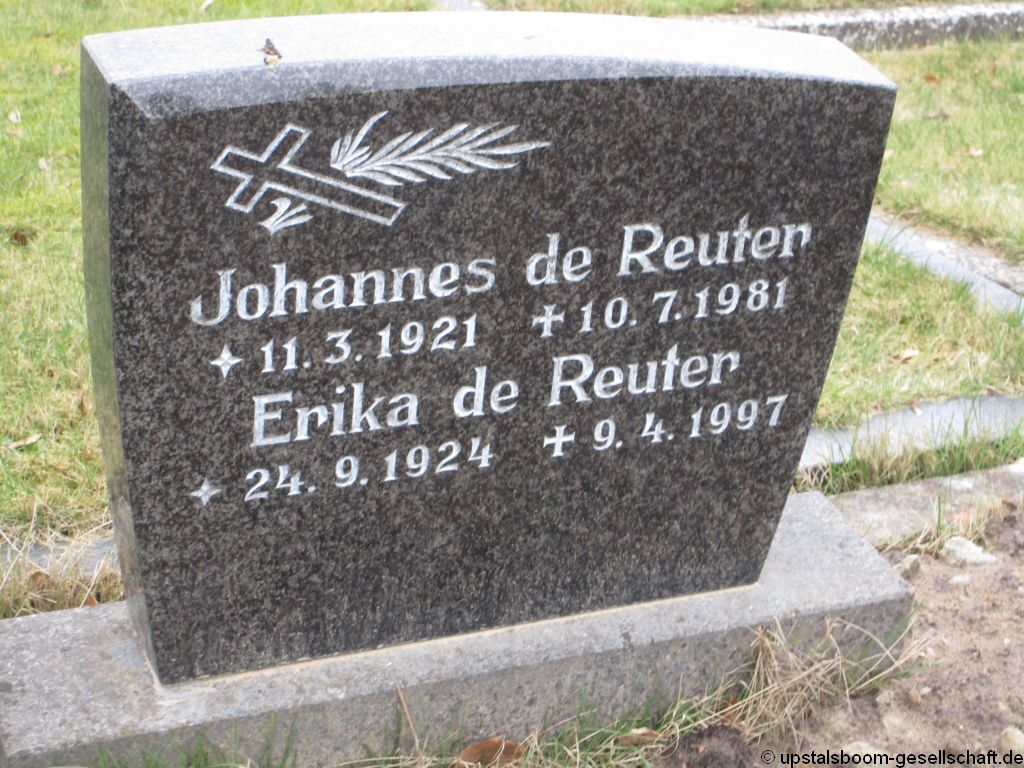 Johannes de Reuter
✦ 11. 3. 1921 ✝ 10. 7. 1981
Erika de Reuter
✦ 24. 9. 1924 ✝ 9. 4. 1997
© upstalsboom-gesellschaft.de